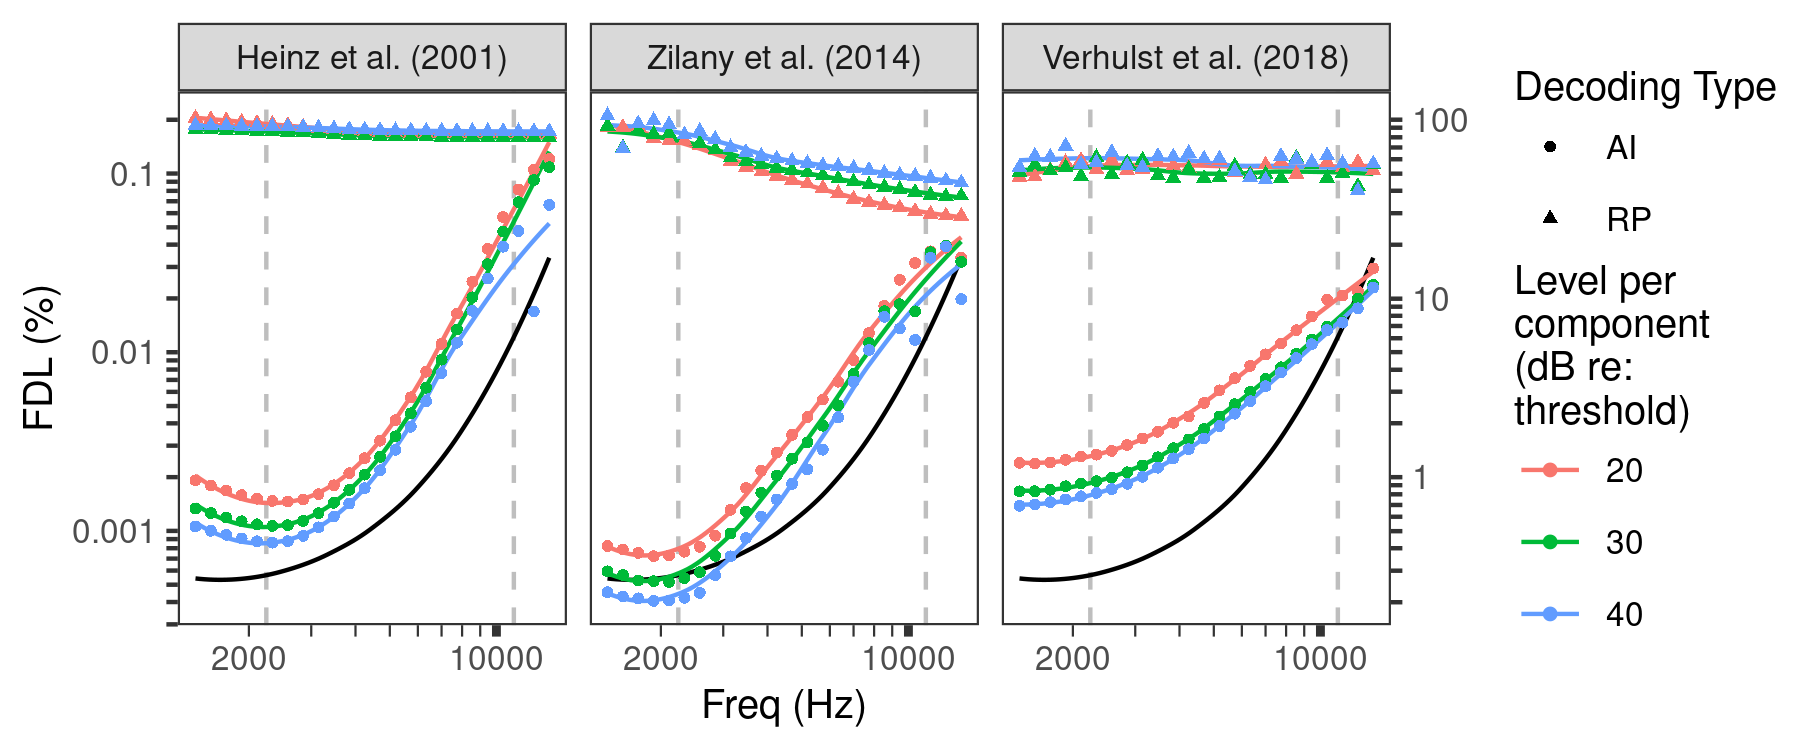 Heinz et al. (2001)
Zilany et al. (2014)
Verhulst et al. (2018)
FDL (%)
0.1
0.01
0.001
100
10
1
2000
10000
2000
10000
2000
10000
Freq (Hz)
Decoding Type
AI
RP
Level per
component
(dB re:
threshold)
20
30
40